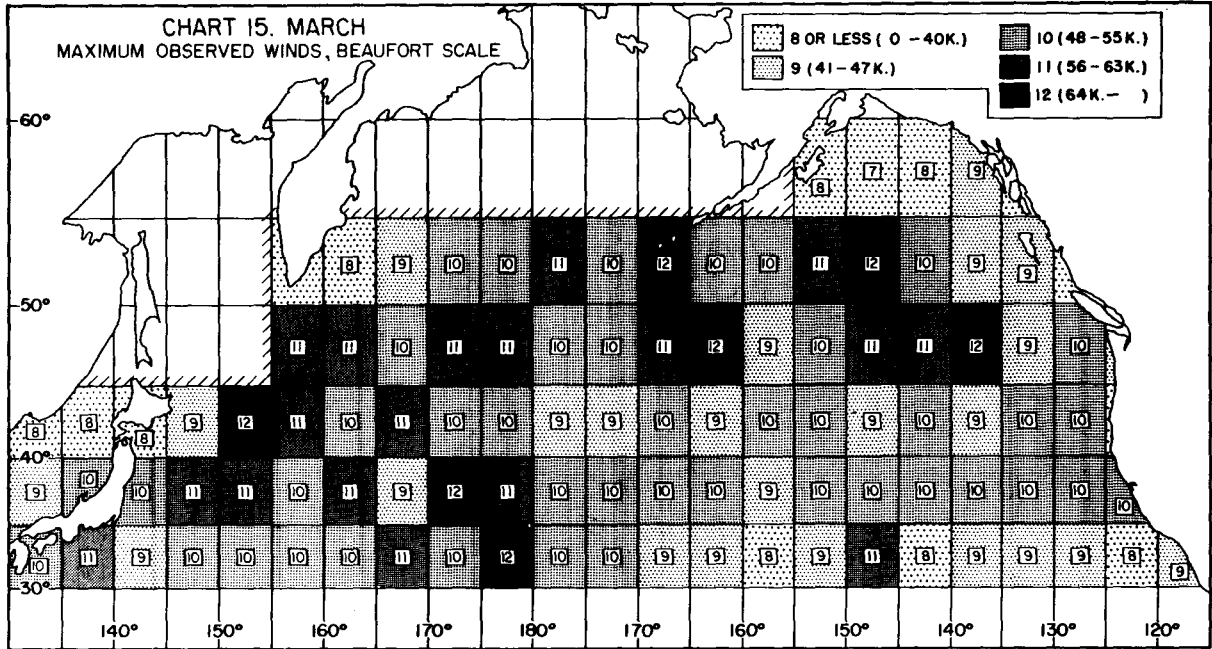 CHART 15. MARCH
MAXIMUM OBSERVED WINDS, BEAUFORT SCALE
8 OR LESS ( 0 -40K.)
9 (41-47K.)
10 (48-55K.)
11 (56-63K.)
12 (64K.- )
60°
8 7 8 9
8 9 10 10 11 10 12 10 10 11 12 10 9 9
50°
11 11 10 11 11 10 10 11 12 9 10 11 11 12 9 10
8 8 8 9 12 11 10 11 10 10 9 9 10 9 10 10 9 10 9 10 10
40°
9 10 10 11 11 10 11 9 12 11 10 10 10 10 9 10 10 10 10 10 10 10
10 11 9 10 10 10 10 11 10 12 10 10 9 9 8 9 11 8 9 9 9 8 9
30°
140° 150° 160° 170° 180° 170° 160° 150° 140° 130° 120°